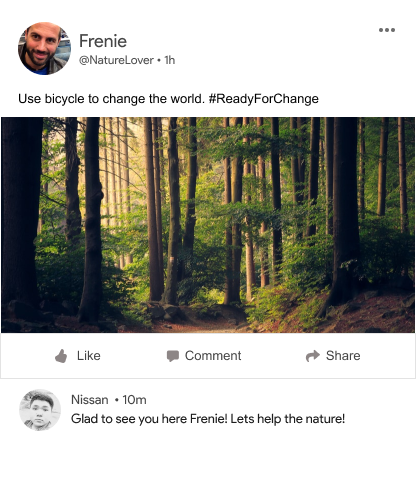 Frenie
@NatureLover • 1h
Use bicycle to change the world. #ReadyForChange
Like Comment Share
Nissan • 10m
Glad to see you here Frenie! Lets help the nature!